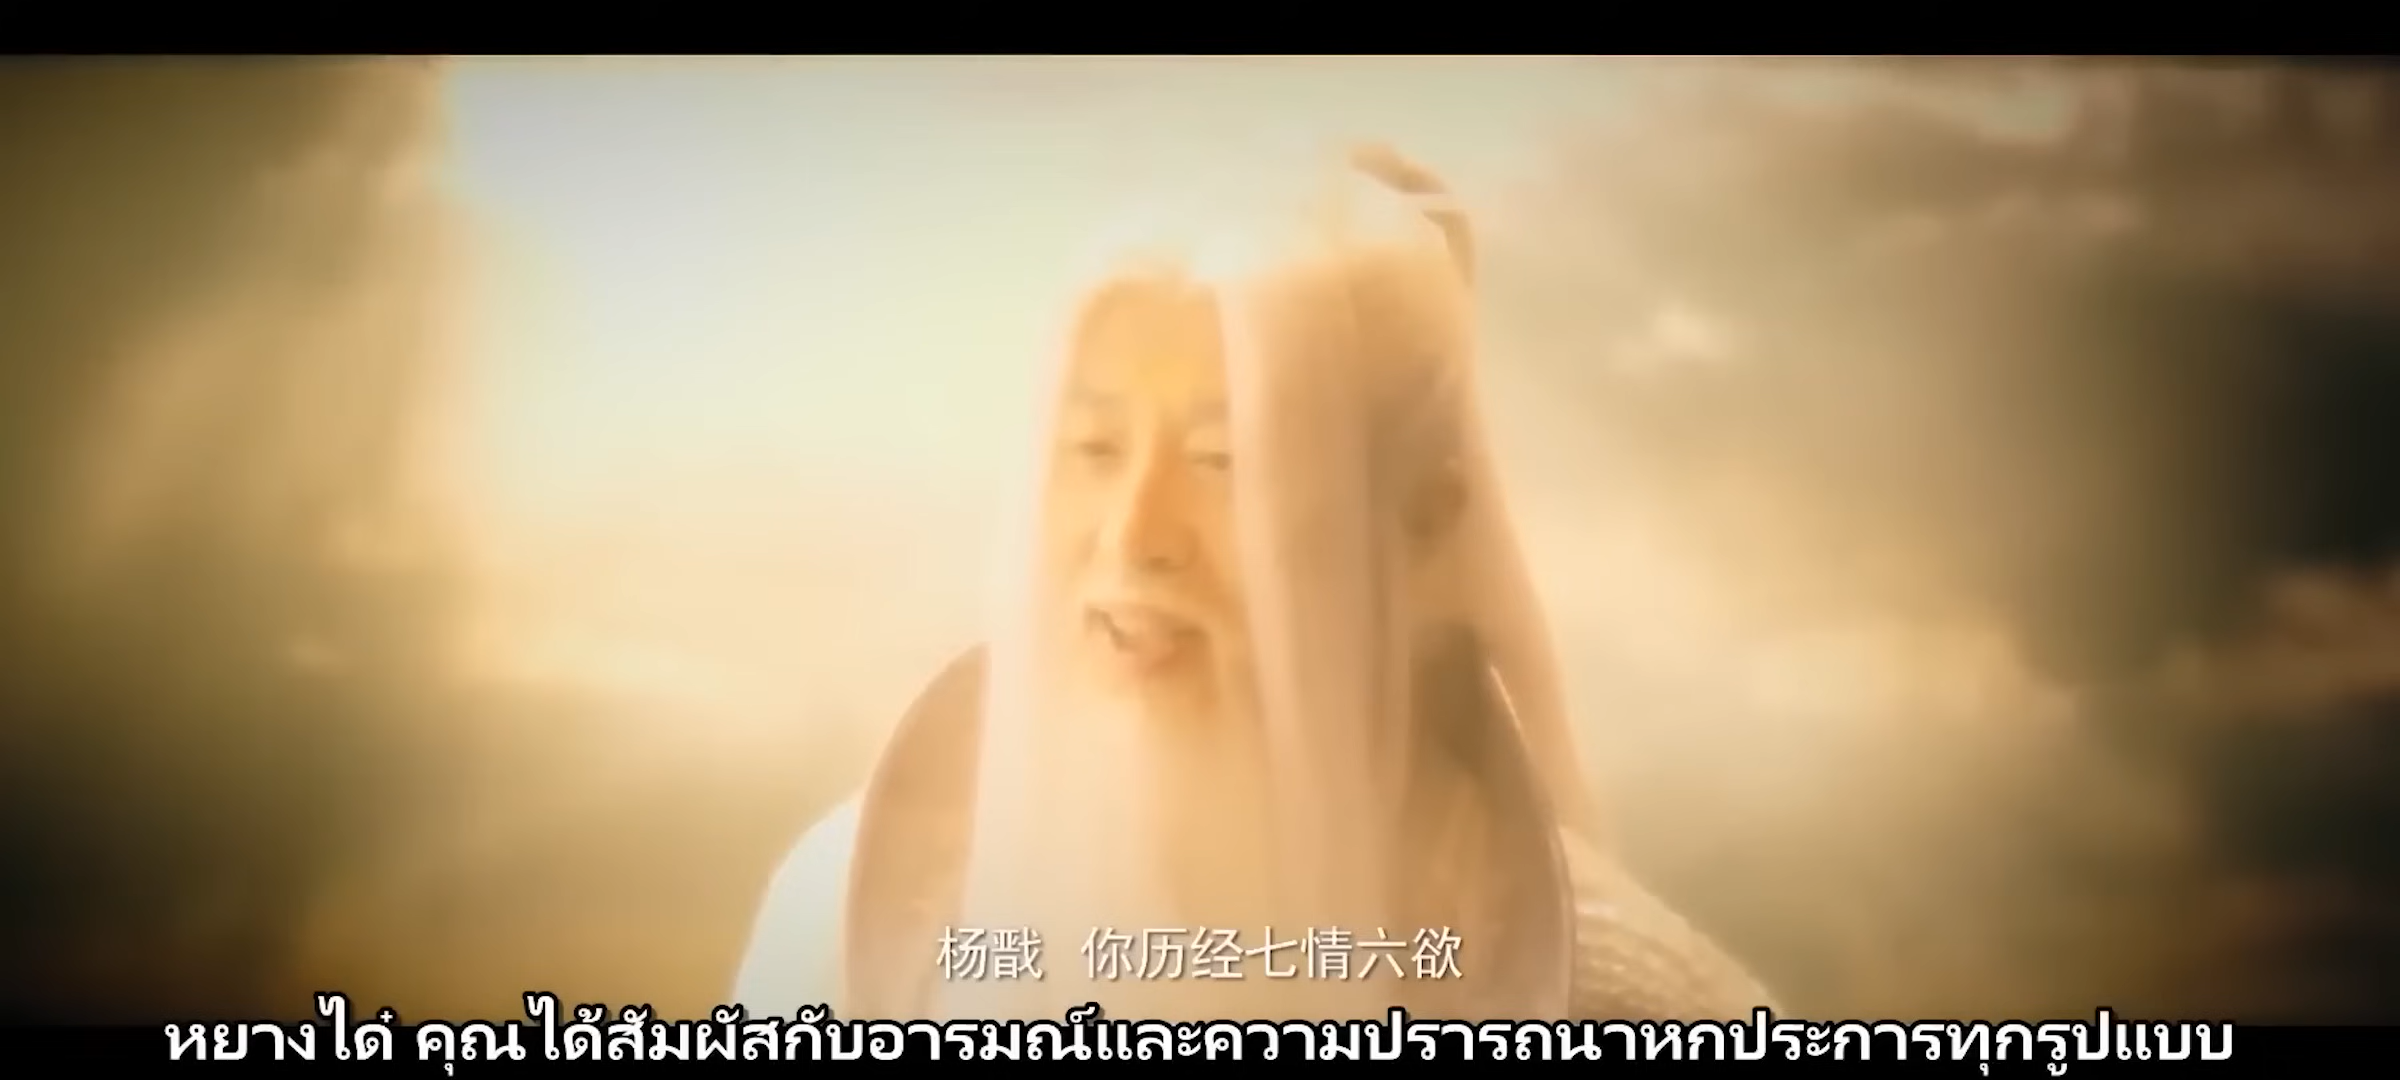 杨戬 你历经七情六欲
หยางไต๋ คุณได้สัมผัสกับอารมณ์และความปรารถนาหกประการทุกรูปแบบ